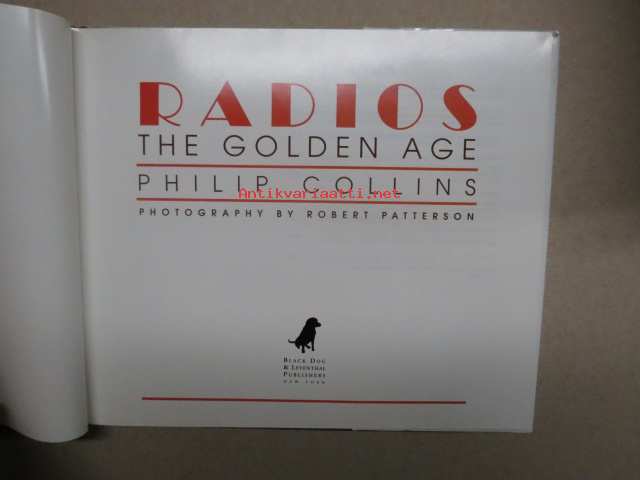 RADIOS
THE GOLDEN AGE
PHILIP COLLINS
Antikvariaatti.net
PHOTOGRAPHY BY ROBERT PATTERSON
BLACK DOG
& LEVENTHAL
PUBLISHERS
NEW YORK